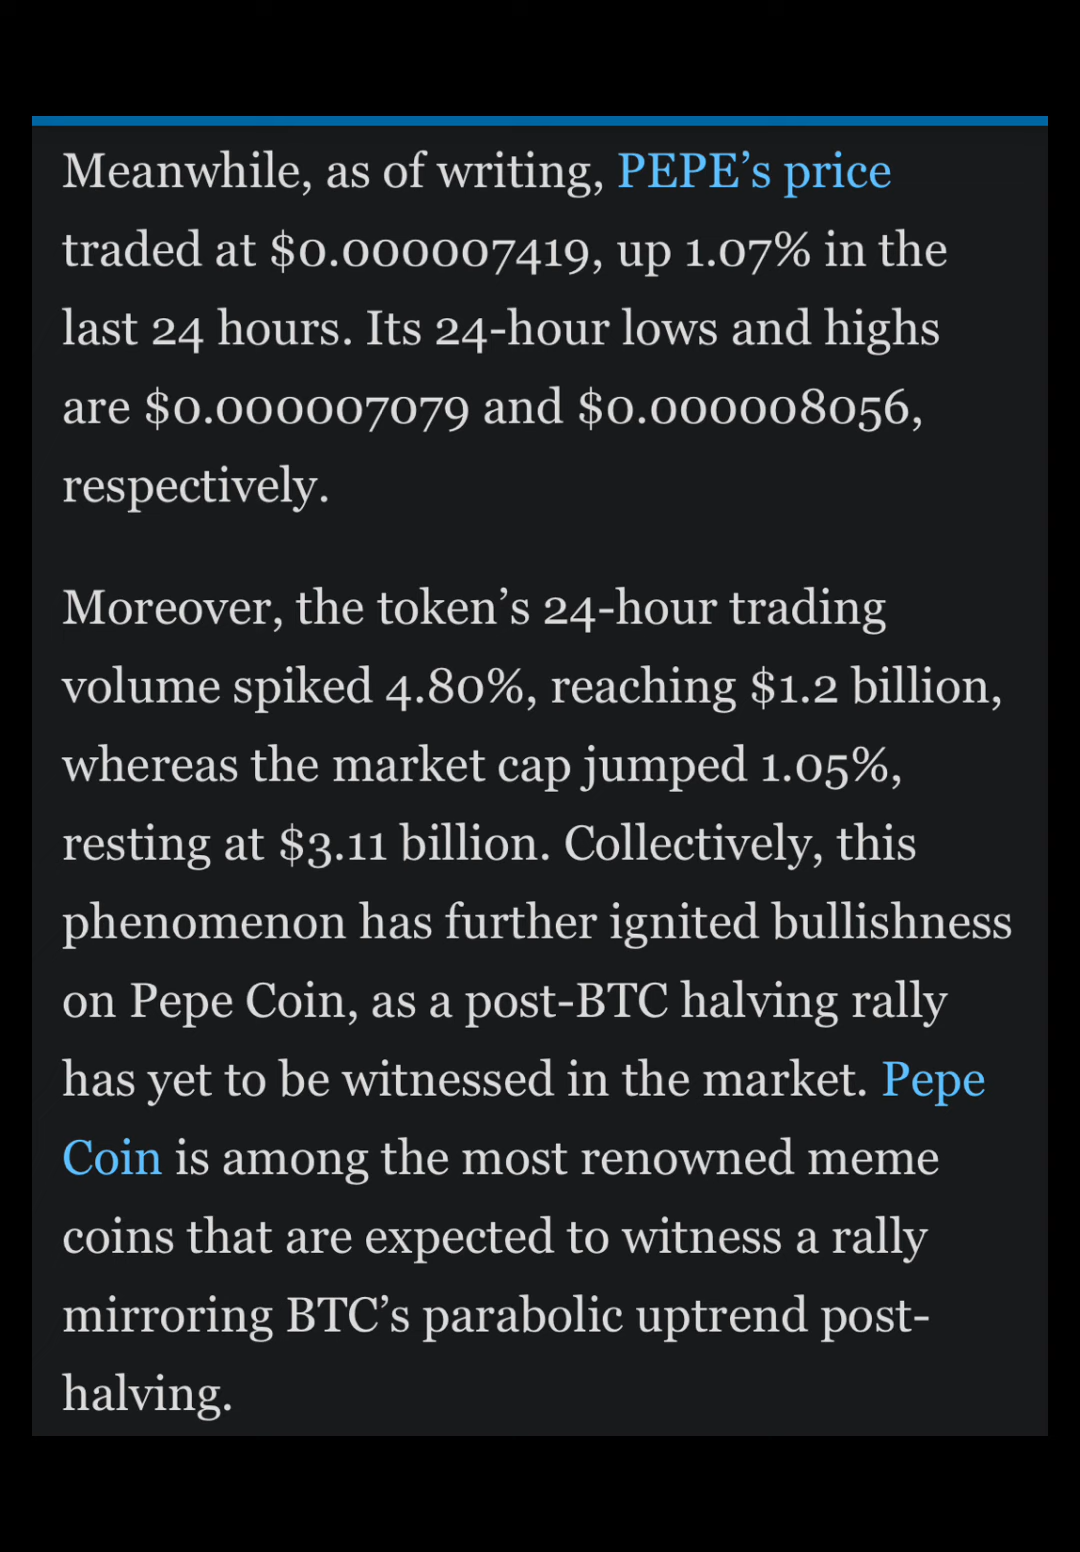 Meanwhile, as of writing, PEPE’s price
traded at $0.000007419, up 1.07% in the
last 24 hours. Its 24-hour lows and highs
are $0.000007079 and $0.000008056,
respectively.
Moreover, the token’s 24-hour trading
volume spiked 4.80%, reaching $1.2 billion,
whereas the market cap jumped 1.05%,
resting at $3.11 billion. Collectively, this
phenomenon has further ignited bullishness
on Pepe Coin, as a post-BTC halving rally
has yet to be witnessed in the market. Pepe
Coin is among the most renowned meme
coins that are expected to witness a rally
mirroring BTC’s parabolic uptrend post-
halving.